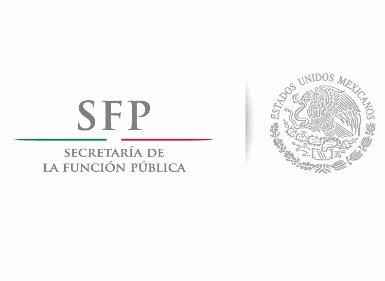 SFP
SECRETARÍA DE
LA FUNCIÓN PÚBLICA
ESTADOS UNIDOS MEXICANOS